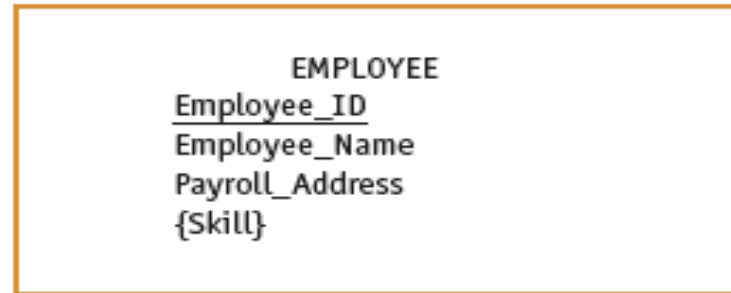 EMPLOYEE
Employee_ID
Employee_Name
Payroll_Address
{Skill}